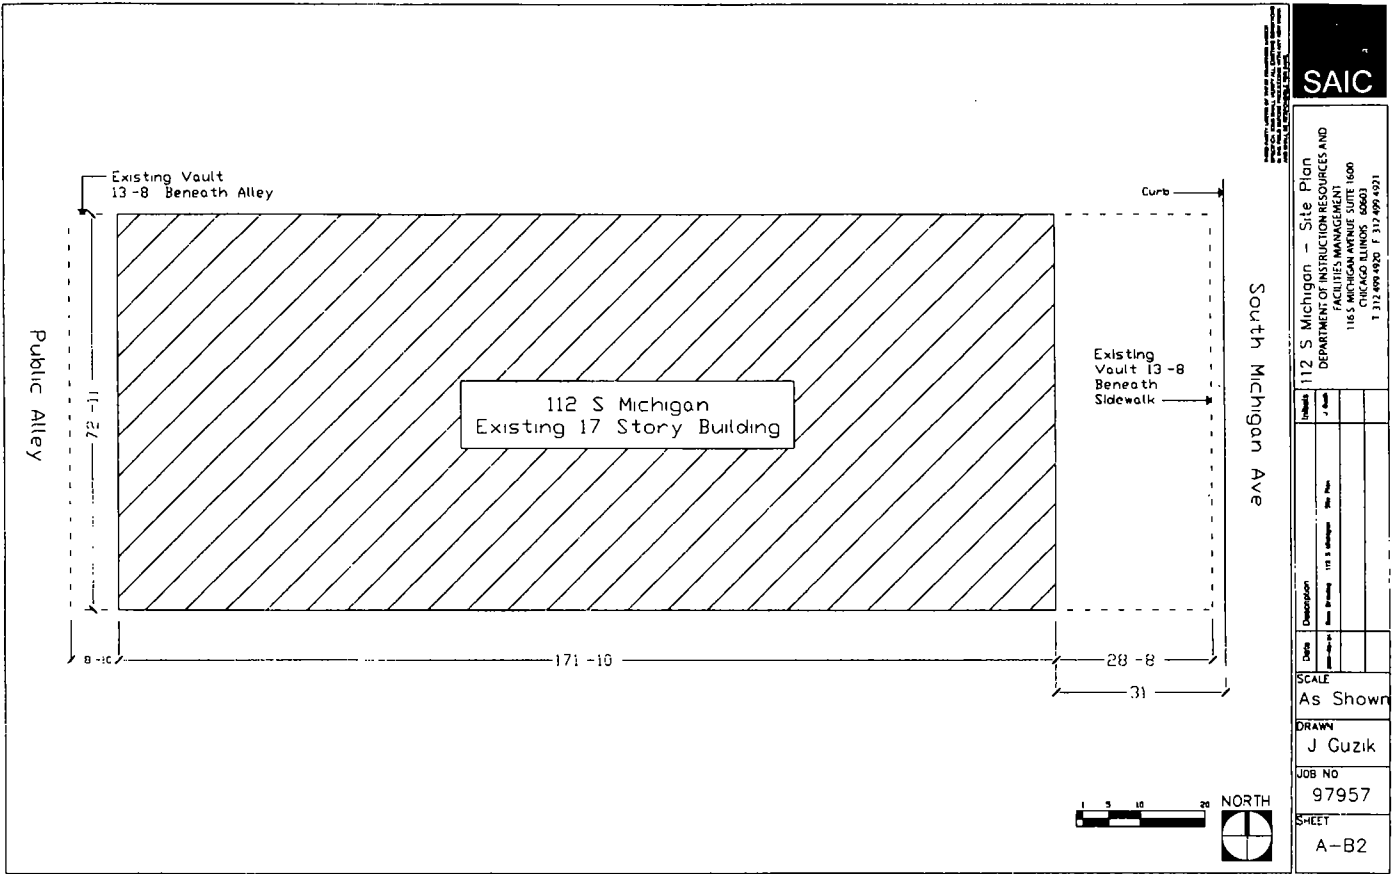 Existing Vault
13-8 Beneath Alley
Curb
Public Alley
72-11
112 S Michigan
Existing 17 Story Building
Existing
Vault 13-8
Beneath
Sidewalk
South Michigan Ave
8-10
171-10
28-8
31
1 5 10 20
NORTH
SAIC
112 S Michigan - Site Plan
DEPARTMENT OF INSTRUCTION RESOURCES AND
FACILITIES MANAGEMENT
116 S MICHIGAN AVENUE SUITE 1600
CHICAGO ILLINOIS 60603
T 312 499 4920 F 312 499 4921
Initials
Description
Date
112 S Michigan Site Plan
SCALE
As Shown
DRAWN
J Guzik
JOB NO
97957
SHEET
A-B2